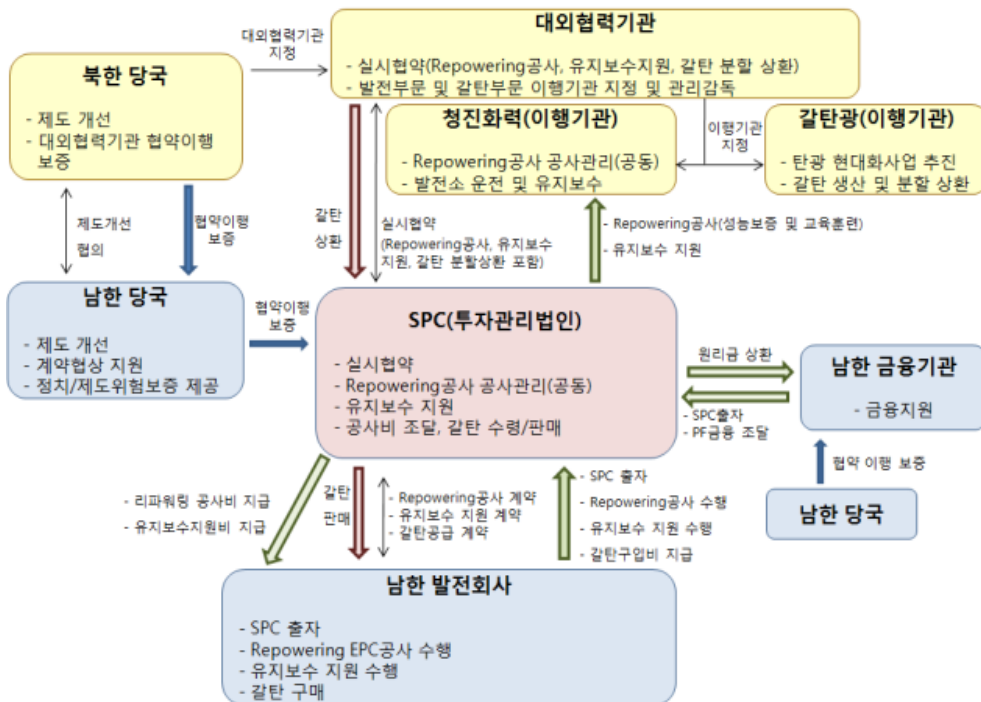 대외협력기관
- 실시협약(Repowering공사, 유지보수지원, 갈탄 분할 상환)
- 발전부문 및 갈탄부문 이행기관 지정 및 관리감독
대외협력기관
지정
북한 당국
- 제도 개선
- 대외협력기관 협약이행
보증
청진화력(이행기관)
- Repowering공사 공사관리(공동)
- 발전소 운전 및 유지보수
이행기관
지정
갈탄광(이행기관)
- 탄광 현대화사업 추진
- 갈탄 생산 및 분할 상환
제도개선
협의
협약이행
보증
갈탄
상환
실시협약
(Repowering공사, 유지보수
지원, 갈탄 분할상환 포함)
- Repowering공사(성능보증 및 교육훈련)
- 유지보수 지원
남한 당국
- 제도 개선
- 계약협상 지원
- 정치/제도위험보증 제공
협약이행
보증
SPC(투자관리법인)
- 실시협약
- Repowering공사 공사관리(공동)
- 유지보수 지원
- 공사비 조달, 갈탄 수령/판매
원리금 상환
- SPC출자
- PF금융 조달
남한 금융기관
- 금융지원
협약 이행 보증
남한 당국
- 리파워링 공사비 지급
- 유지보수지원비 지급
갈탄
판매
- Repowering공사 계약
- 유지보수 지원 계약
- 갈탄공급 계약
- SPC 출자
- Repowering공사 수행
- 유지보수 지원 수행
- 갈탄구입비 지급
남한 발전회사
- SPC 출자
- Repowering EPC공사 수행
- 유지보수 지원 수행
- 갈탄 구매